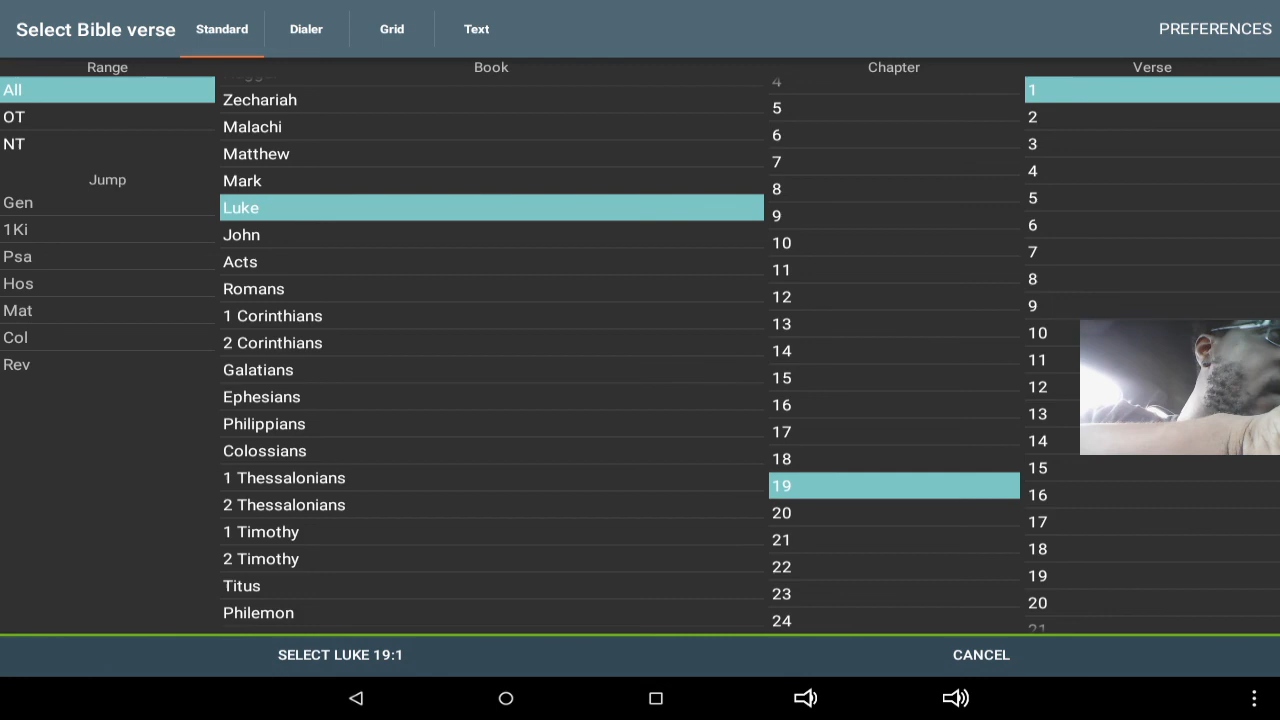 Select Bible verse
Standard
Dialer
Grid
Text
PREFERENCES
Range
All
OT
NT
Jump
Gen
1Ki
Psa
Hos
Mat
Col
Rev
Book
Haggai
Zechariah
Malachi
Matthew
Mark
Luke
John
Acts
Romans
1 Corinthians
2 Corinthians
Galatians
Ephesians
Philippians
Colossians
1 Thessalonians
2 Thessalonians
1 Timothy
2 Timothy
Titus
Philemon
Chapter
4
5
6
7
8
9
10
11
12
13
14
15
16
17
18
19
20
21
22
23
24
Verse
1
2
3
4
5
6
7
8
9
10
11
12
13
14
15
16
17
18
19
20
21
SELECT LUKE 19:1
CANCEL